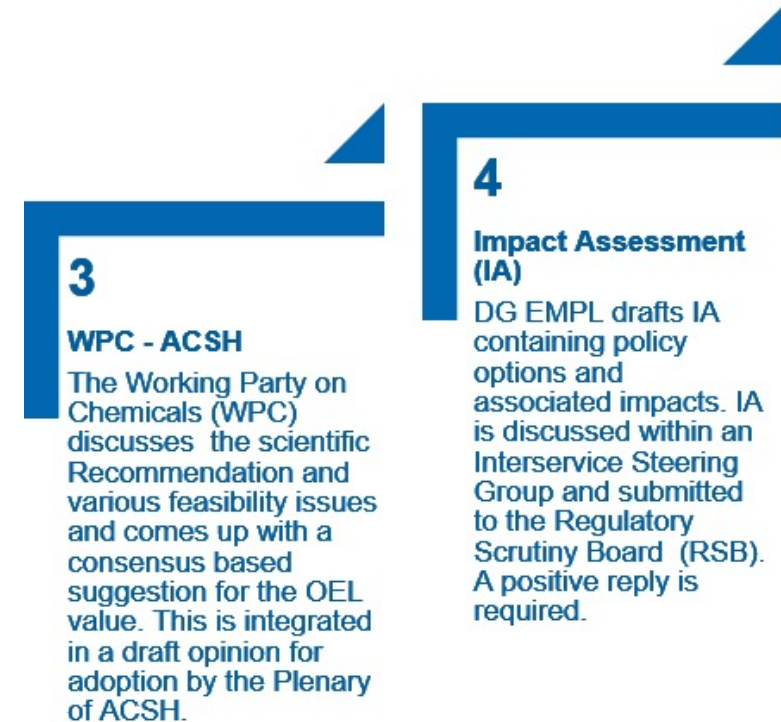 3
WPC - ACSH
The Working Party on
Chemicals (WPC)
discusses  the scientific
Recommendation and
various feasibility issues
and comes up with a
consensus based
suggestion for the OEL
value. This is integrated
in a draft opinion for
adoption by the Plenary
of ACSH.
4
Impact Assessment
(IA)
DG EMPL drafts IA
containing policy
options and
associated impacts. IA
is discussed within an
Interservice Steering
Group and submitted
to the Regulatory
Scrutiny Board  (RSB).
A positive reply is
required.